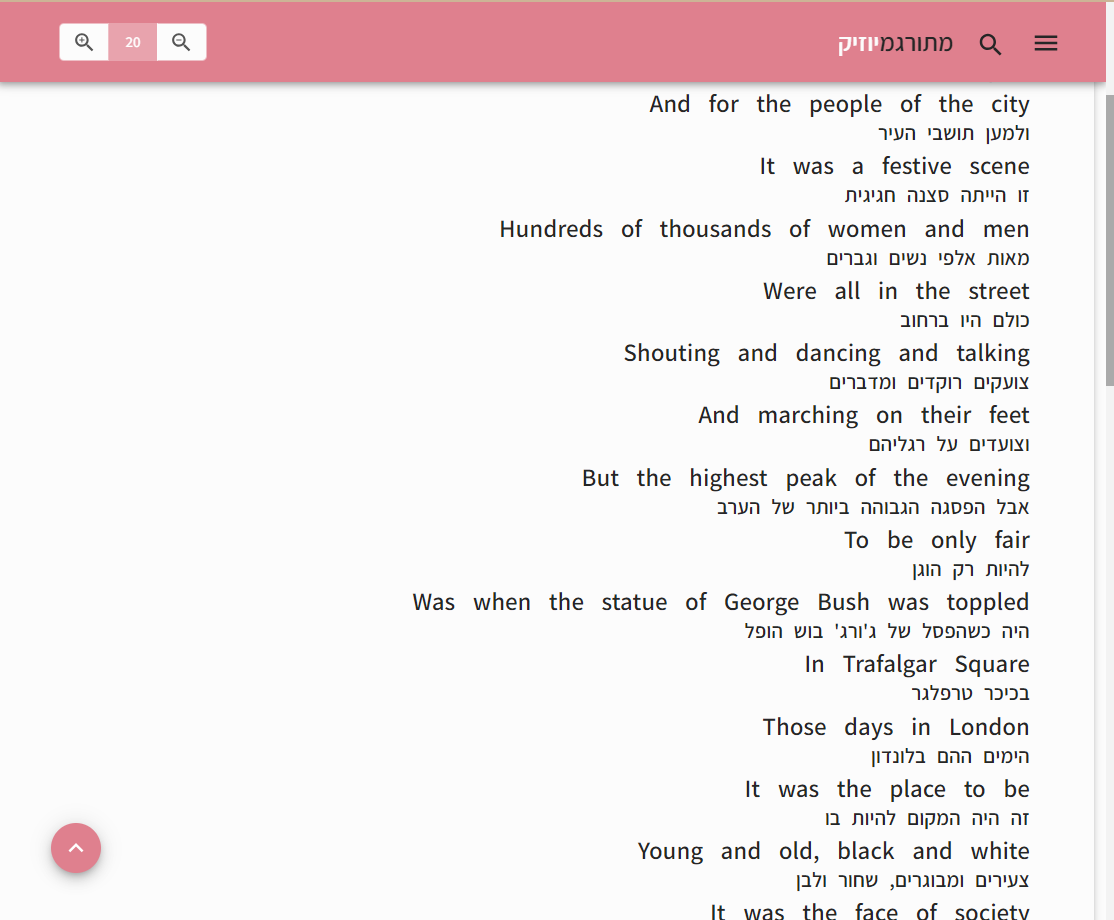 מתורגמיוזיק
20
And for the people of the city
ולמען תושבי העיר
It was a festive scene
זו הייתה סצנה חגיגית
Hundreds of thousands of women and men
מאות אלפי נשים וגברים
Were all in the street
כולם היו ברחוב
Shouting and dancing and talking
צועקים רוקדים ומדברים
And marching on their feet
וצועדים על רגליהם
But the highest peak of the evening
אבל הפסגה הגבוהה ביותר של הערב
To be only fair
להיות רק הוגן
Was when the statue of George Bush was toppled
היה כשהפסל של ג'ורג' בוש הופל
In Trafalgar Square
בכיכר טרפלגר
Those days in London
הימים ההם בלונדון
It was the place to be
זה היה המקום להיות בו
Young and old, black and white
צעירים ומבוגרים, שחור ולבן
It was the face of society